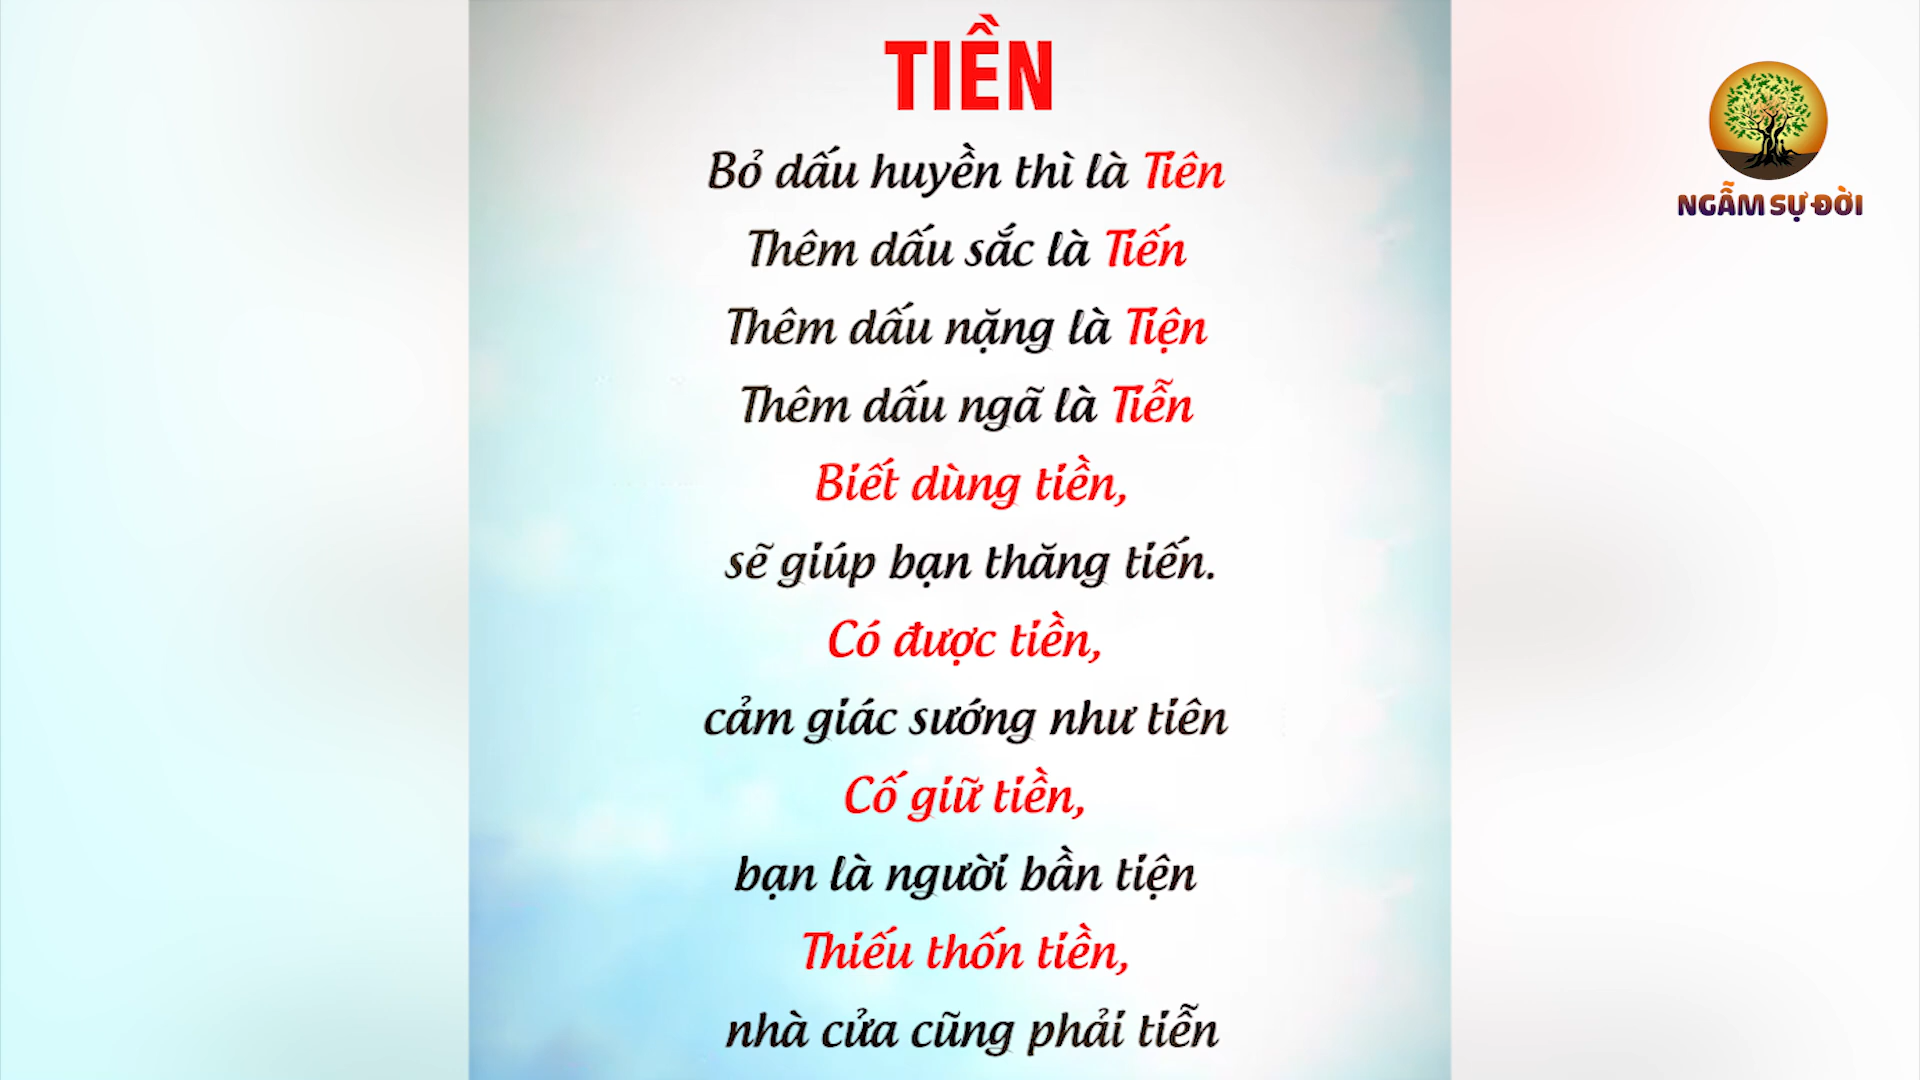 TIỀN
Bỏ dấu huyền thì là Tiên
Thêm dấu sắc là Tiến
Thêm dấu nặng là Tiện
Thêm dấu ngã là Tiễn
Biết dùng tiền,
sẽ giúp bạn thăng tiến.
Có được tiền,
cảm giác sướng như tiên
Cố giữ tiền,
bạn là người bần tiện
Thiếu thốn tiền,
nhà cửa cũng phải tiễn
NGẪM SỰ ĐỜI